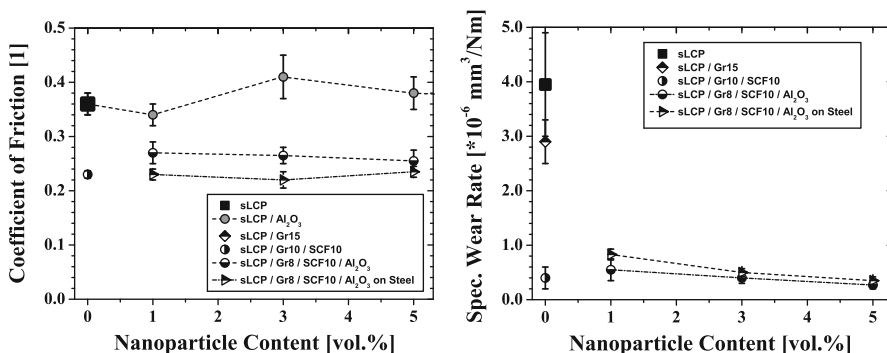 Coefficient of Friction [1]
0.5
0.4
0.3
0.2
0.1
0.0
sLCP
sLCP / Al₂O₃
sLCP / Gr15
sLCP / Gr10 / SCF10
sLCP / Gr8 / SCF10 / Al₂O₃
sLCP / Gr8 / SCF10 / Al₂O₃ on Steel
0 1 2 3 4 5
Nanoparticle Content [vol.%]
Spec. Wear Rate [*10⁻⁶ mm³/Nm]
5.0
4.0
3.0
2.0
1.0
0.0
sLCP
sLCP / Gr15
sLCP / Gr10 / SCF10
sLCP / Gr8 / SCF10 / Al₂O₃
sLCP / Gr8 / SCF10 / Al₂O₃ on Steel
0 1 2 3 4 5
Nanoparticle Content [vol.%]